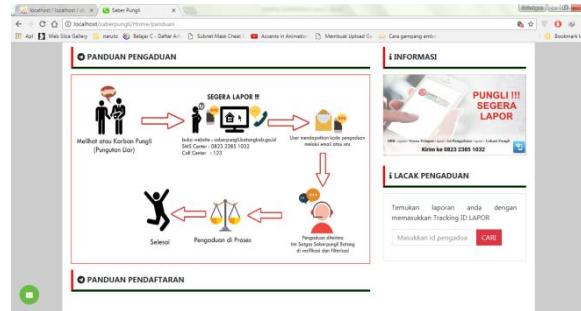 localhost / localhost / sib
Saber Pungli
localhost/saberpungli/Home/panduan
Apl
Web Slice Gallery
naruto
Belajar C : Daftar Art
Submit Mask Cheat
Accents in Animation
Membuat Upload Ga
Cara gampang embe
Bookmark l
PANDUAN PENGADUAN
SEGERA LAPOR !!!
Melihat atau Korban Pungli
(Pungutan Liar)
buka website : saberpungli.batangkab.go.id
SMS Center : 0823 2385 1032
Call Center : 123
User mendapatkan kode pengaduan
melalui email atau sms
Pengaduan diterima
tim Satgas Saberpungli Batang
di verifikasi dan filterisasi
Pengaduan di Proses
Selesai
PANDUAN PENDAFTARAN
i INFORMASI
PUNGLI !!!
SEGERA
LAPOR
Kirim ke 0823 2385 1032
i LACAK PENGADUAN
Temukan laporan anda dengan
memasukkan Tracking ID LAPOR
Masukkan id pengadua
CARI